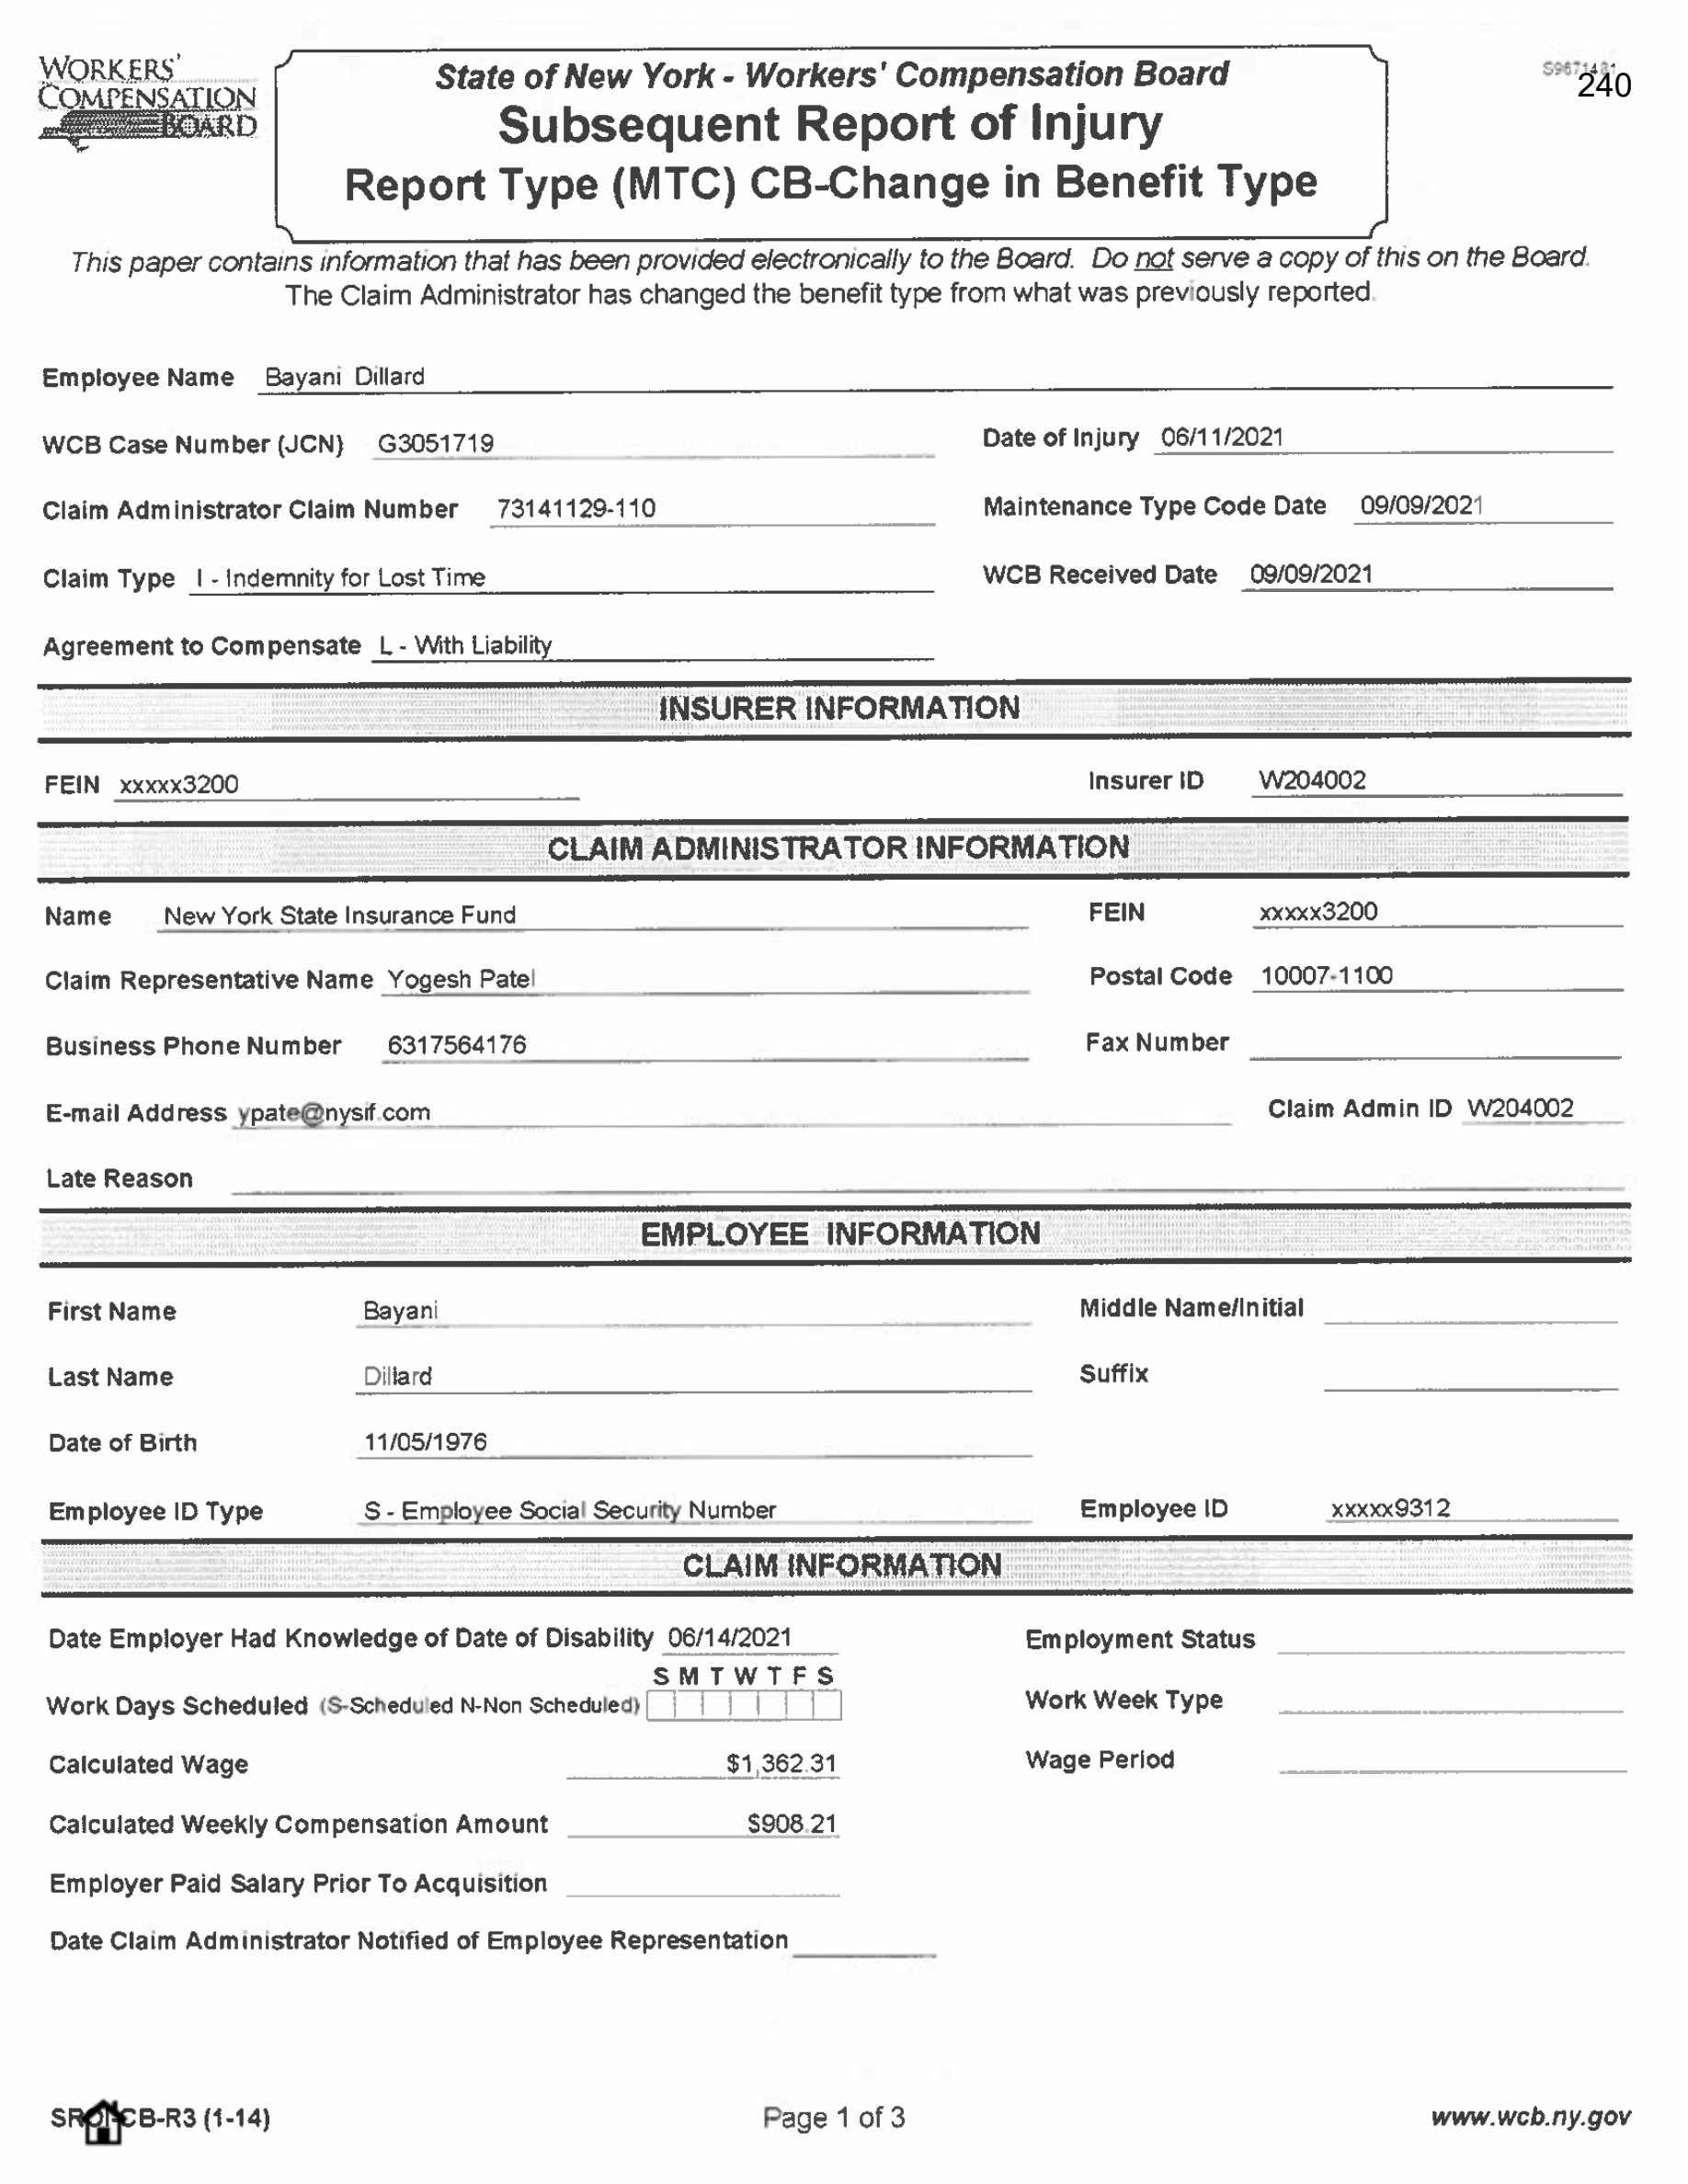 WORKERS'
COMPENSATION
BOARD
State of New York - Workers' Compensation Board
Subsequent Report of Injury
Report Type (MTC) CB-Change in Benefit Type
240
This paper contains information that has been provided electronically to the Board. Do not serve a copy of this on the Board.
The Claim Administrator has changed the benefit type from what was previously reported.
Employee Name Bayani Dillard
WCB Case Number (JCN) G3051719 Date of Injury 06/11/2021
Claim Administrator Claim Number 73141129-110 Maintenance Type Code Date 09/09/2021
Claim Type I - Indemnity for Lost Time WCB Received Date 09/09/2021
Agreement to Compensate L - With Liability
INSURER INFORMATION
FEIN xxxxx3200 Insurer ID W204002
CLAIM ADMINISTRATOR INFORMATION
Name New York State Insurance Fund FEIN xxxxx3200
Claim Representative Name Yogesh Patel Postal Code 10007-1100
Business Phone Number 6317564176 Fax Number
E-mail Address ypate@nysif.com Claim Admin ID W204002
Late Reason
EMPLOYEE INFORMATION
First Name Bayani Middle Name/Initial
Last Name Dillard Suffix
Date of Birth 11/05/1976
Employee ID Type S - Employee Social Security Number Employee ID xxxxx9312
CLAIM INFORMATION
Date Employer Had Knowledge of Date of Disability 06/14/2021 Employment Status
S M T W T F S
Work Days Scheduled (S-Scheduled N-Non Scheduled) Work Week Type
Calculated Wage $1,362.31 Wage Period
Calculated Weekly Compensation Amount $908.21
Employer Paid Salary Prior To Acquisition
Date Claim Administrator Notified of Employee Representation
SROI-CB-R3 (1-14) Page 1 of 3 www.wcb.ny.gov